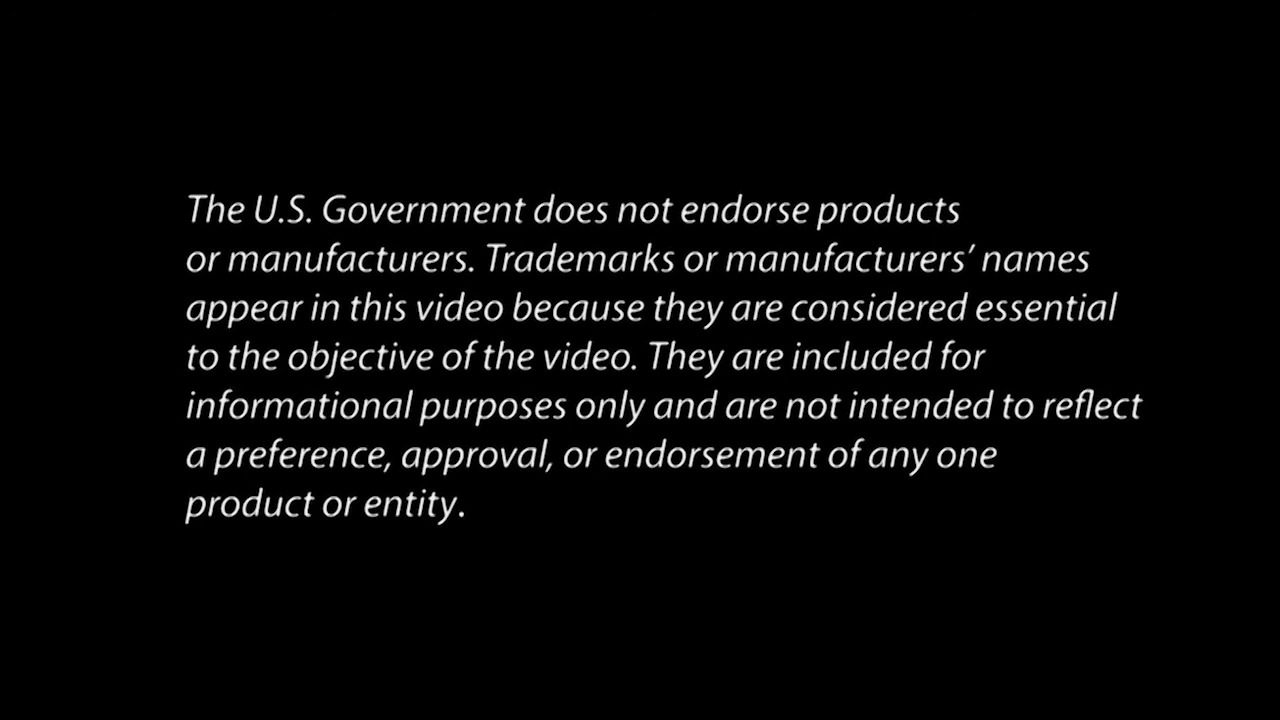 The U.S. Government does not endorse products
or manufacturers. Trademarks or manufacturers’ names
appear in this video because they are considered essential
to the objective of the video. They are included for
informational purposes only and are not intended to reflect
a preference, approval, or endorsement of any one
product or entity.